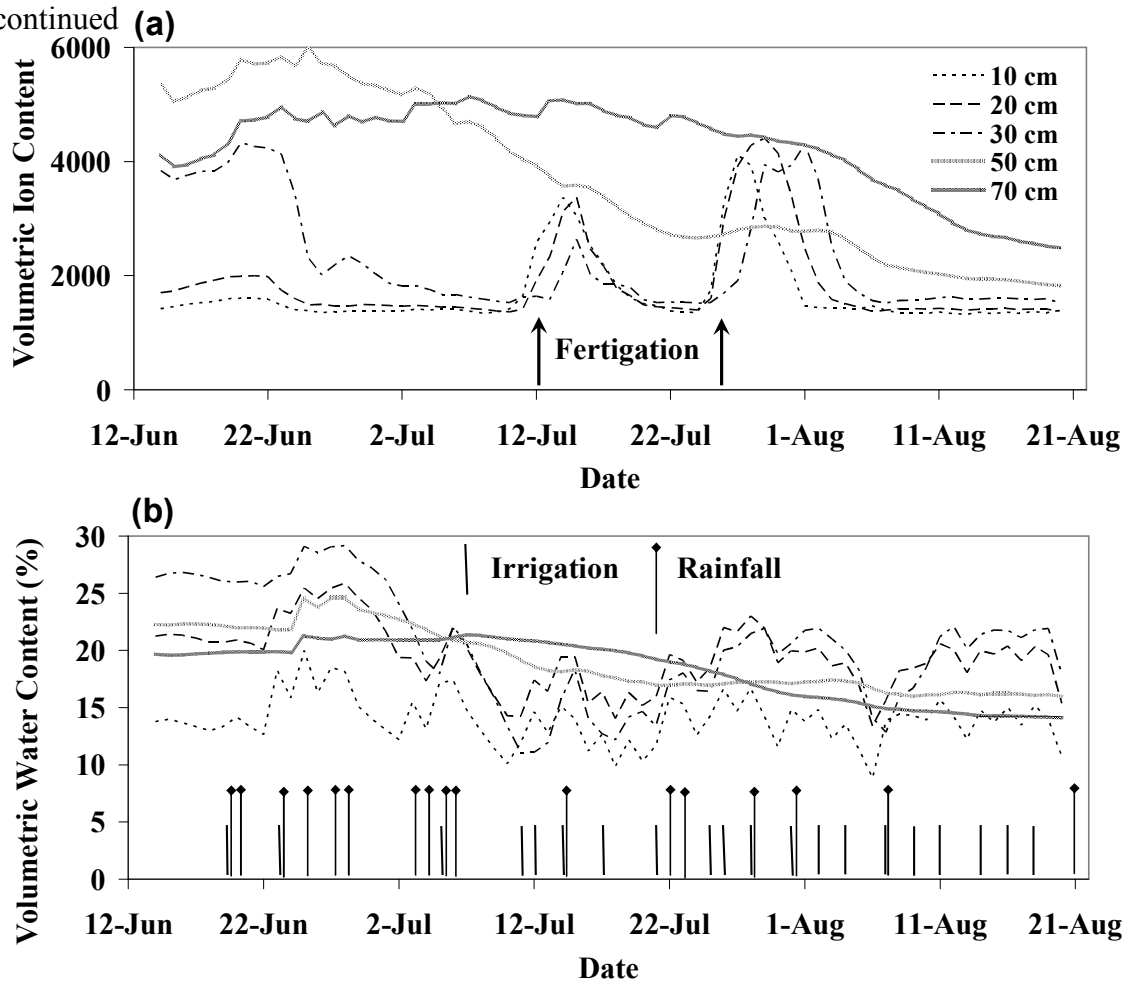 continued
(a)
Volumetric Ion Content
6000
4000
2000
0
10 cm
20 cm
30 cm
50 cm
70 cm
Fertigation
12-Jun 22-Jun 2-Jul 12-Jul 22-Jul 1-Aug 11-Aug 21-Aug
Date
(b)
Volumetric Water Content (%)
30
25
20
15
10
5
0
Irrigation
Rainfall
12-Jun 22-Jun 2-Jul 12-Jul 22-Jul 1-Aug 11-Aug 21-Aug
Date